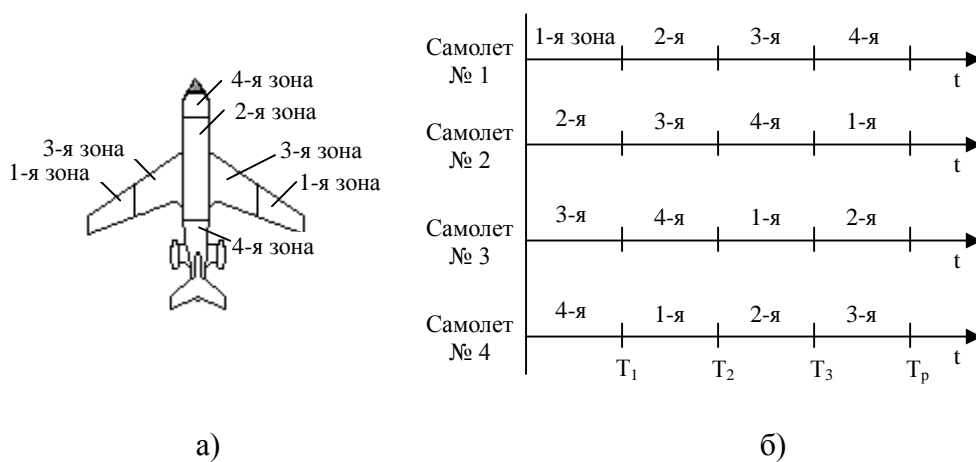 4-я зона
2-я зона
3-я зона
3-я зона
1-я зона
1-я зона
4-я зона
а)
Самолет
№ 1
1-я зона 2-я 3-я 4-я
t
Самолет
№ 2
2-я 3-я 4-я 1-я
t
Самолет
№ 3
3-я 4-я 1-я 2-я
t
Самолет
№ 4
4-я 1-я 2-я 3-я
t
T1 T2 T3 Tр
б)